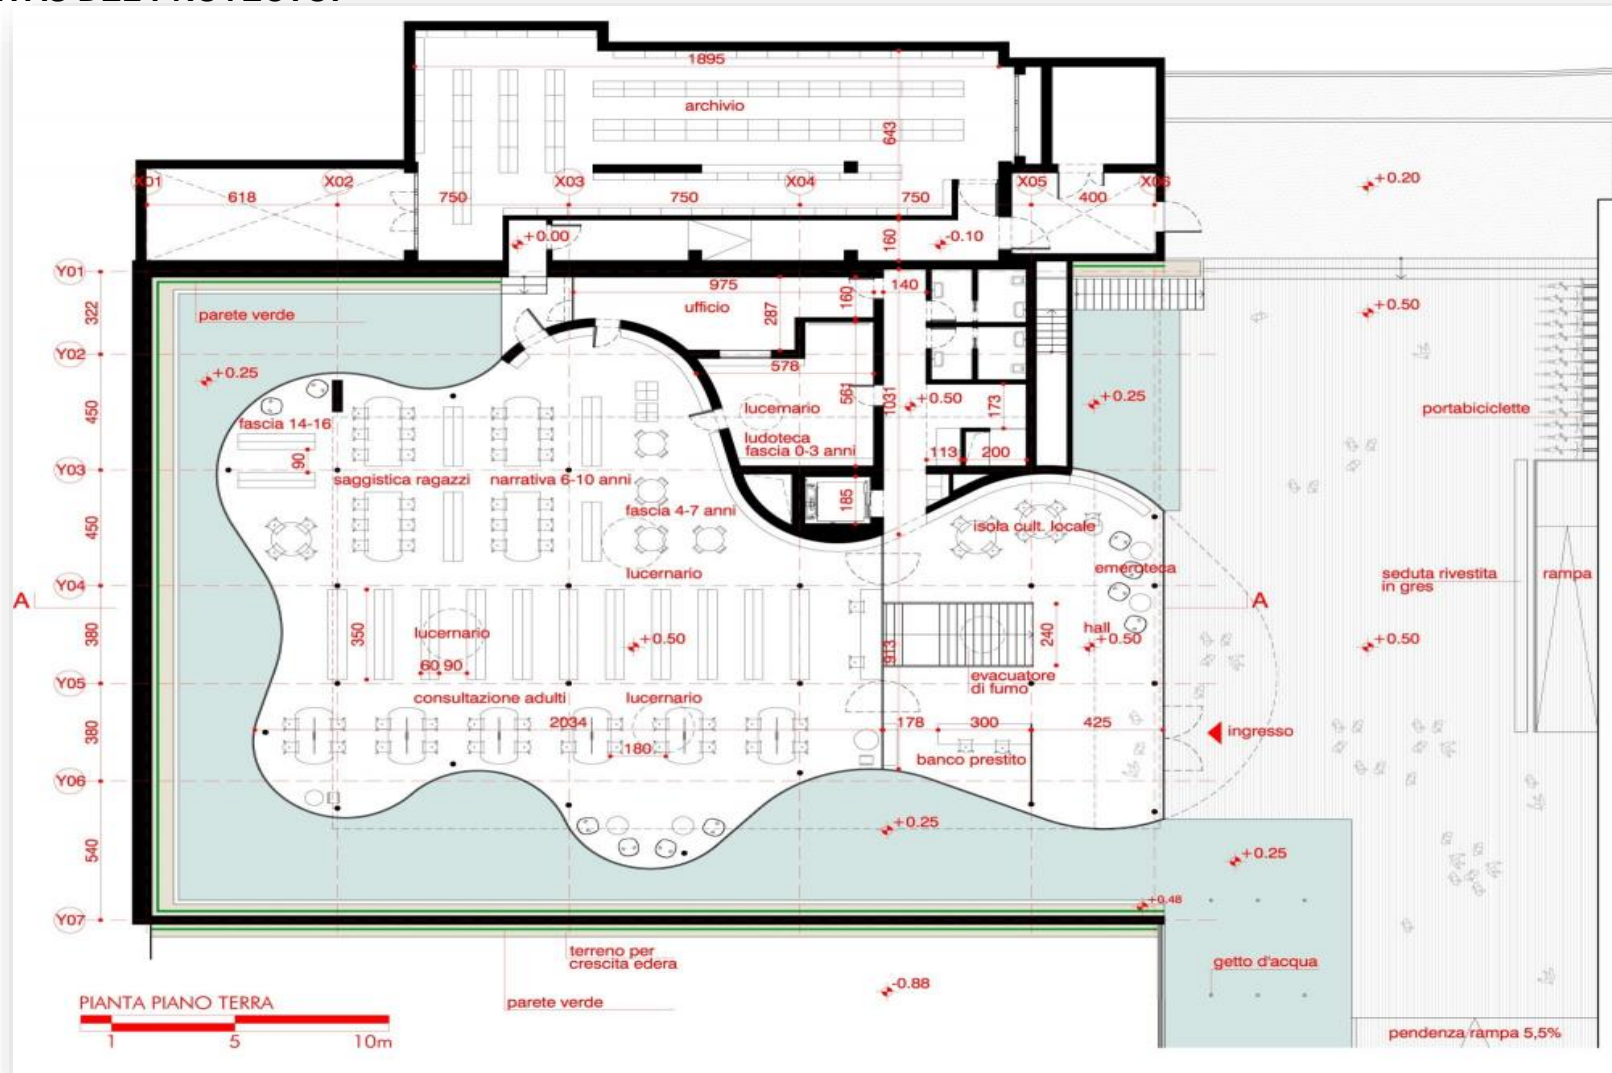 1895
archivio
643
X01
X02
X03
X04
X05
X06
618
750
750
750
400
+0.20
+0.00
-0.10
160
Y01
975
160
140
ufficio
287
322
parete verde
+0.50
Y02
578
+0.25
561
1031
+0.50
173
+0.25
450
lucernario
portabiciclette
fascia 14-16
ludoteca
fascia 0-3 anni
90
113
200
Y03
saggistica ragazzi
narrativa 6-10 anni
185
fascia 4-7 anni
isola cult. locale
450
emeroteca
lucernario
seduta rivestita
in gres
rampa
Y04
A
A
350
lucernario
+0.50
913
240
hall
+0.50
+0.50
380
60 90
evacuatore
di fumo
Y05
consultazione adulti
lucernario
2034
178
300
425
380
180
ingresso
banco prestito
Y06
+0.25
540
+0.25
+0.48
Y07
terreno per
crescita edera
getto d'acqua
-0.88
parete verde
PIANTA PIANO TERRA
1
5
10m
pendenza rampa 5,5%